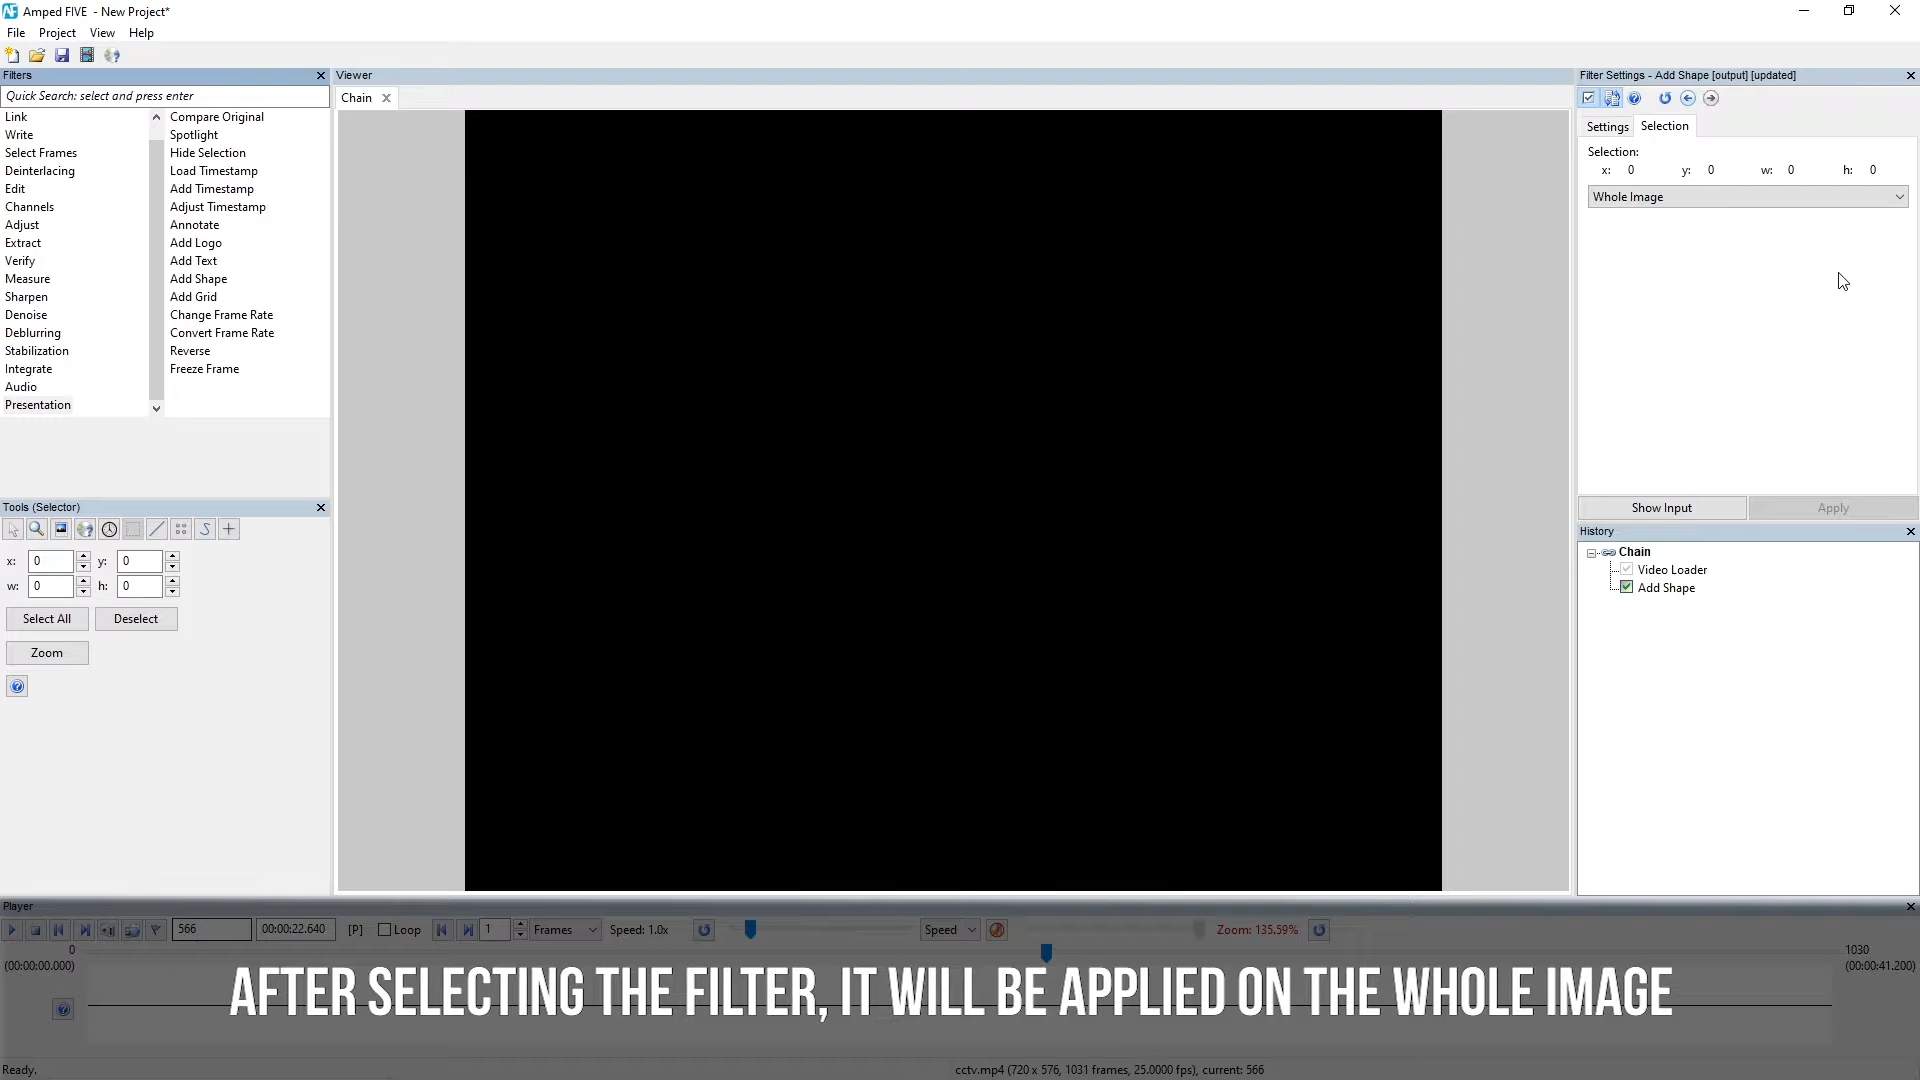 Amped FIVE - New Project*
File Project View Help
Filters
Quick Search: select and press enter
Link
Write
Select Frames
Deinterlacing
Edit
Channels
Adjust
Extract
Verify
Measure
Sharpen
Denoise
Deblurring
Stabilization
Integrate
Audio
Presentation
Compare Original
Spotlight
Hide Selection
Load Timestamp
Add Timestamp
Adjust Timestamp
Annotate
Add Logo
Add Text
Add Shape
Add Grid
Change Frame Rate
Convert Frame Rate
Reverse
Freeze Frame
Tools (Selector)
x: 0 y: 0
w: 0 h: 0
Select All Deselect
Zoom
Viewer
Chain
Filter Settings - Add Shape [output] [updated]
Settings Selection
Selection:
x: 0 y: 0 w: 0 h: 0
Whole Image
Show Input Apply
History
Chain
Video Loader
Add Shape
Player
566 00:00:22.640 [P] Loop 1 Frames Speed: 1.0x Speed Zoom: 135.59%
0
(00:00:00.000)
1030
(00:00:41.200)
AFTER SELECTING THE FILTER, IT WILL BE APPLIED ON THE WHOLE IMAGE
Ready.
cctv.mp4 (720 x 576, 1031 frames, 25.0000 fps), current: 566